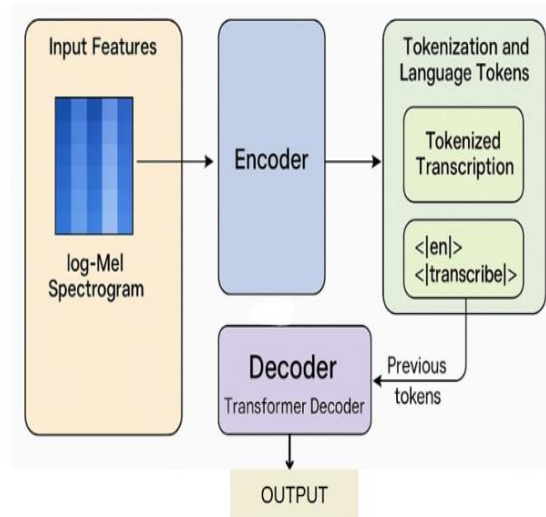 Input Features
log-Mel
Spectrogram
Encoder
Tokenization and
Language Tokens
Tokenized
Transcription
<|en|>
<|transcribe|>
Previous
tokens
Decoder
Transformer Decoder
OUTPUT